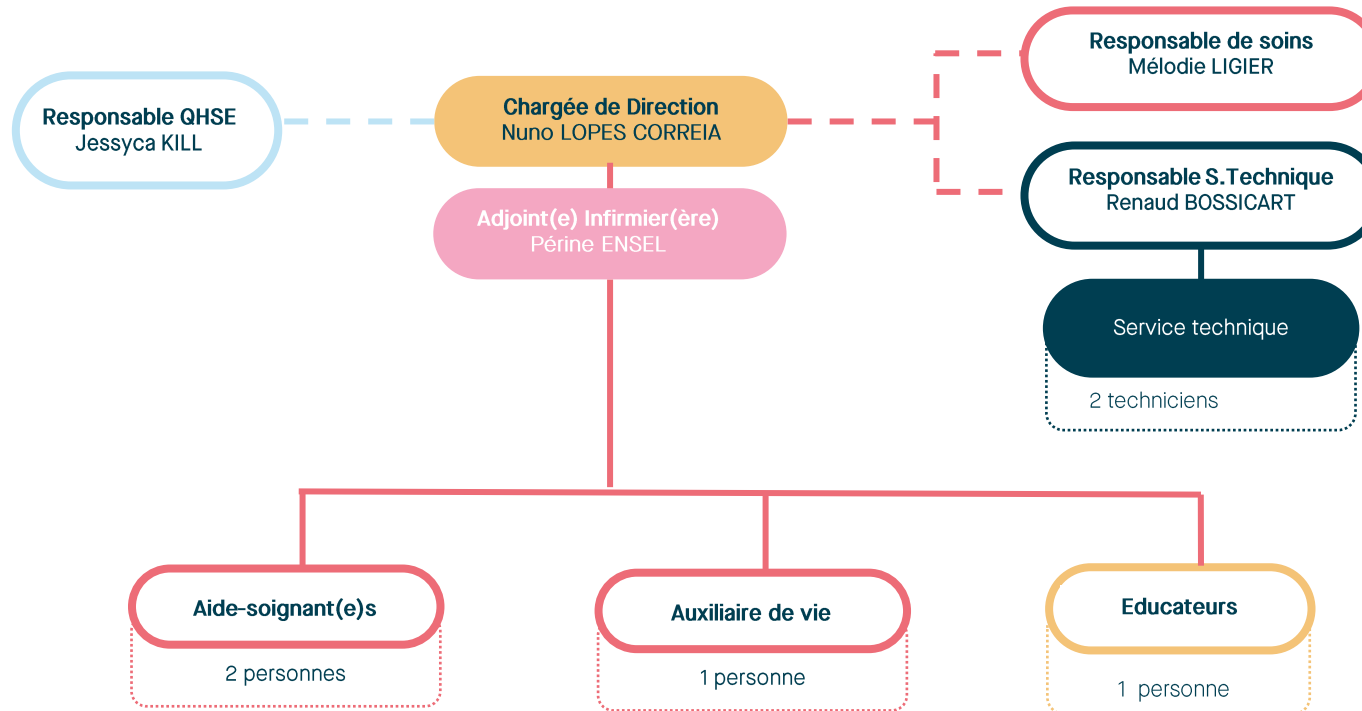 Responsable de soins
Mélodie LIGIER
Responsable QHSE
Jessyca KILL
Chargée de Direction
Nuno LOPES CORREIA
Responsable S.Technique
Renaud BOSSICART
Adjoint(e) Infirmier(ère)
Périne ENSEL
Service technique
2 techniciens
Aide-soignant(e)s
2 personnes
Auxiliaire de vie
1 personne
Educateurs
1 personne